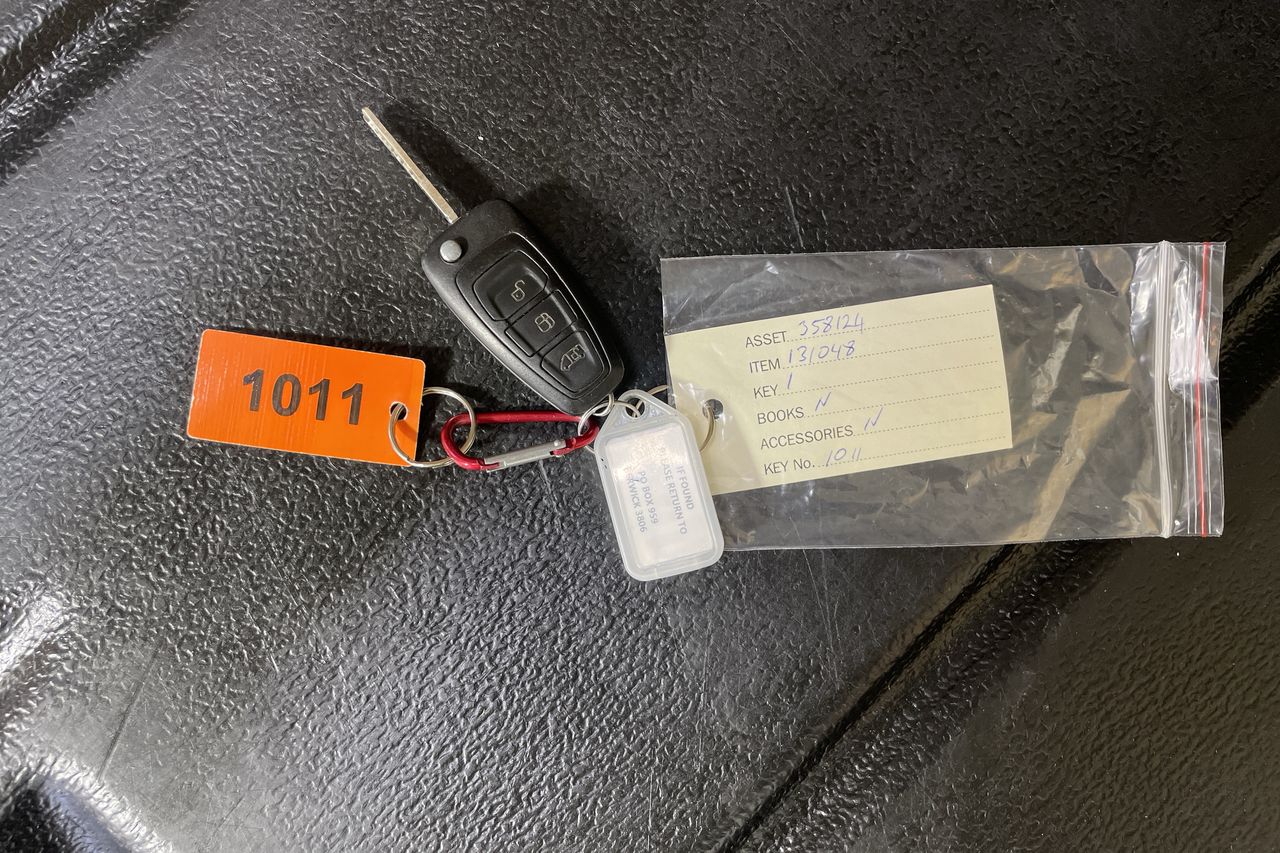 1011
ASSET 358124
ITEM 131048
KEY 1
BOOKS N
ACCESSORIES N
KEY No. 1011
IF FOUND
PLEASE RETURN TO
PO BOX 959
3806